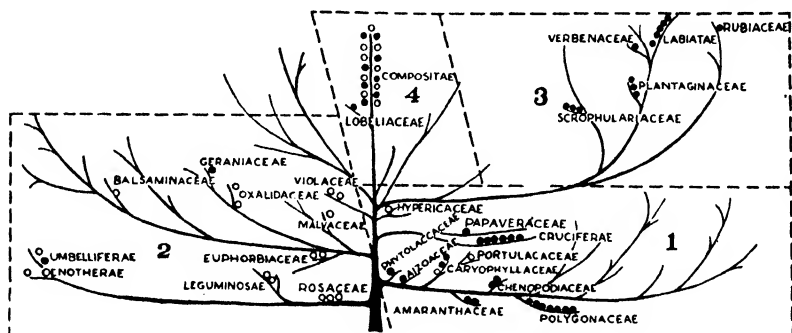 VERBENACEAE
LABIATAE
RUBIACEAE
COMPOSITAE
4
3
PLANTAGINACEAE
LOBELIACEAE
SCROPHULARIACEAE
GERANIACEAE
BALSAMINACEAE
OXALIDACEAE
VIOLACEAE
HYPERICACEAE
MALVACEAE
PAPAVERACEAE
CRUCIFERAE
1
2
PHYTOLACCACEAE
AIZOACEAE
PORTULACACEAE
UMBELLIFERAE
EUPHORBIACEAE
CARYOPHYLLACEAE
OENOTHERAE
LEGUMINOSAE
ROSACEAE
CHENOPODIACEAE
AMARANTHACEAE
POLYGONACEAE